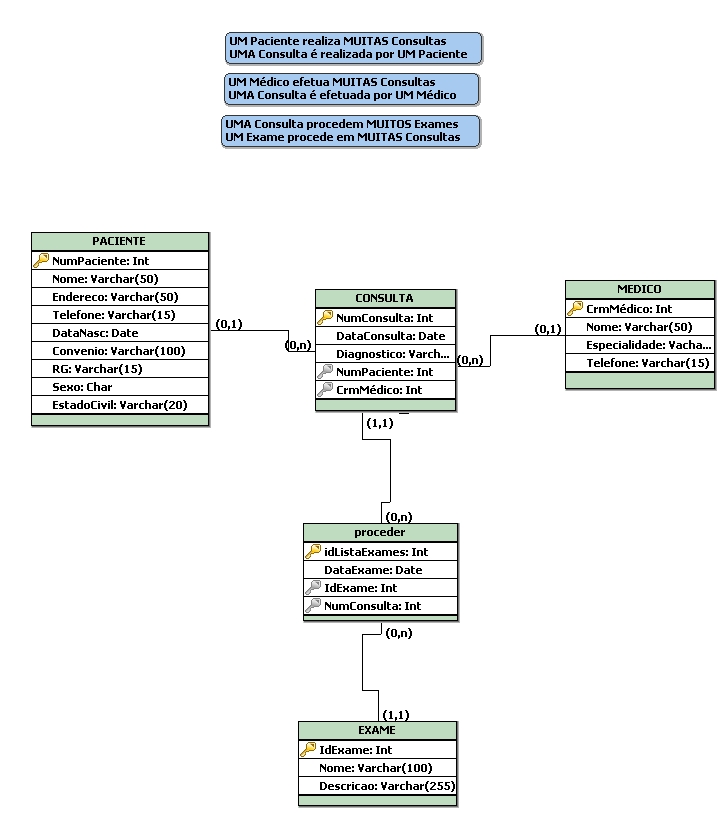 UM Paciente realiza MUITAS Consultas
UMA Consulta é realizada por UM Paciente
UM Médico efetua MUITAS Consultas
UMA Consulta é efetuada por UM Médico
UMA Consulta procedem MUITOS Exames
UM Exame procede em MUITAS Consultas
PACIENTE
NumPaciente: Int
Nome: Varchar(50)
Endereco: Varchar(50)
Telefone: Varchar(15)
DataNasc: Date
Convenio: Varchar(100)
RG: Varchar(15)
Sexo: Char
EstadoCivil: Varchar(20)
(0,1)
(0,n)
CONSULTA
NumConsulta: Int
DataConsulta: Date
Diagnostico: Varch...
NumPaciente: Int
CrmMédico: Int
(0,n)
(0,1)
MEDICO
CrmMédico: Int
Nome: Varchar(50)
Especialidade: Vacha...
Telefone: Varchar(15)
(1,1)
(0,n)
proceder
idListaExames: Int
DataExame: Date
IdExame: Int
NumConsulta: Int
(0,n)
(1,1)
EXAME
IdExame: Int
Nome: Varchar(100)
Descricao: Varchar(255)